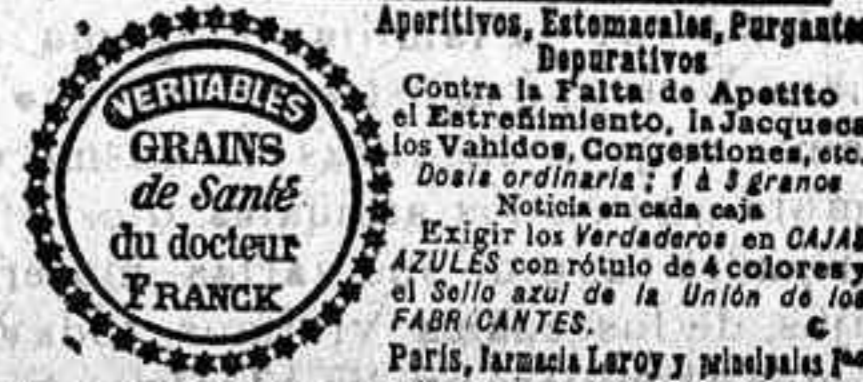 VERITABLES
GRAINS
de Santé
du docteur
FRANCK
Aperitivos, Estomacales, Purgantes
Depurativos
Contra la Falta de Apetito
el Estreñimiento, la Jacqueca
los Vahidos, Congestiones, etc.
Dosis ordinaria : 1 á 3 granos
Noticia en cada caja
Exigir los Verdaderos en CAJAS
AZULES con rótulo de 4 colores y
el Sello azul de la Unión de los
FABRICANTES.
Paris, farmacia Leroy y principales